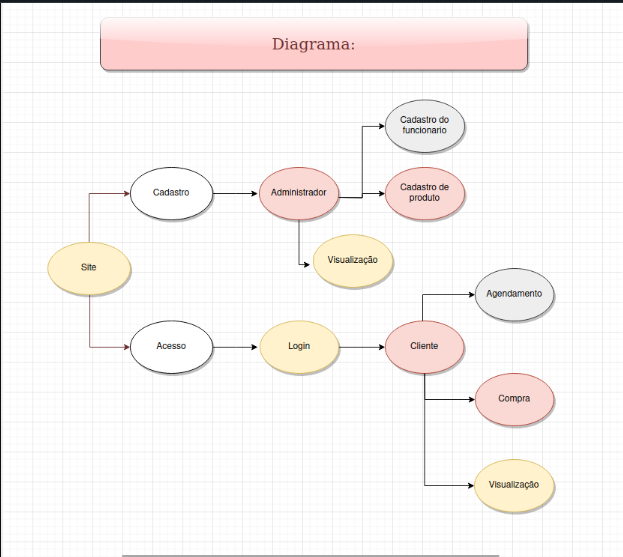 Diagrama:
Cadastro do
funcionario
Cadastro
Administrador
Cadastro de
produto
Visualização
Site
Agendamento
Acesso
Login
Cliente
Compra
Visualização